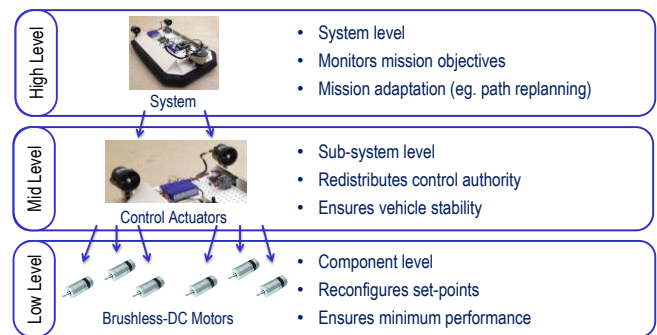 High Level
System
• System level
• Monitors mission objectives
• Mission adaptation (eg. path replanning)
Mid Level
Control Actuators
• Sub-system level
• Redistributes control authority
• Ensures vehicle stability
Low Level
Brushless-DC Motors
• Component level
• Reconfigures set-points
• Ensures minimum performance